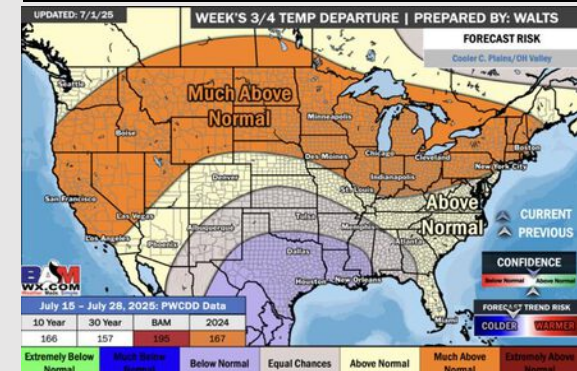 UPDATED: 7/1/25
WEEK'S 3/4 TEMP DEPARTURE | PREPARED BY: WALTS
FORECAST RISK
Cooler C. Plains/OH Valley
Seattle
Much Above
Normal
Minneapolis
Boise
Boston
Des Moines
Chicago
Cleveland
New York City
Indianapolis
Denver
St. Louis
San Francisco
Above
Normal
Las Vegas
Tulsa
CURRENT
PREVIOUS
Los Angeles
Albuquerque
Memphis
Phoenix
Atlanta
Dallas
CONFIDENCE
Below Normal Above Normal
Houston
New Orleans
BAM
WX.COM
Miami
FORECAST TREND RISK
COLDER WARMER
July 15 – July 28, 2025: PWCDD Data
10 Year 30 Year BAM 2024
166 157 195 167
Extremely Below Normal
Much Below Normal
Below Normal
Equal Chances
Above Normal
Much Above Normal
Extremely Above Normal